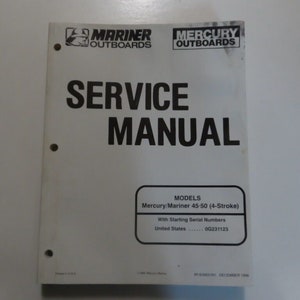 MARINER
OUTBOARDS
MERCURY
OUTBOARDS
SERVICE
MANUAL
MODELS
Mercury/Mariner 45-50 (4-Stroke)
With Starting Serial Numbers
United States ......... 0G231123